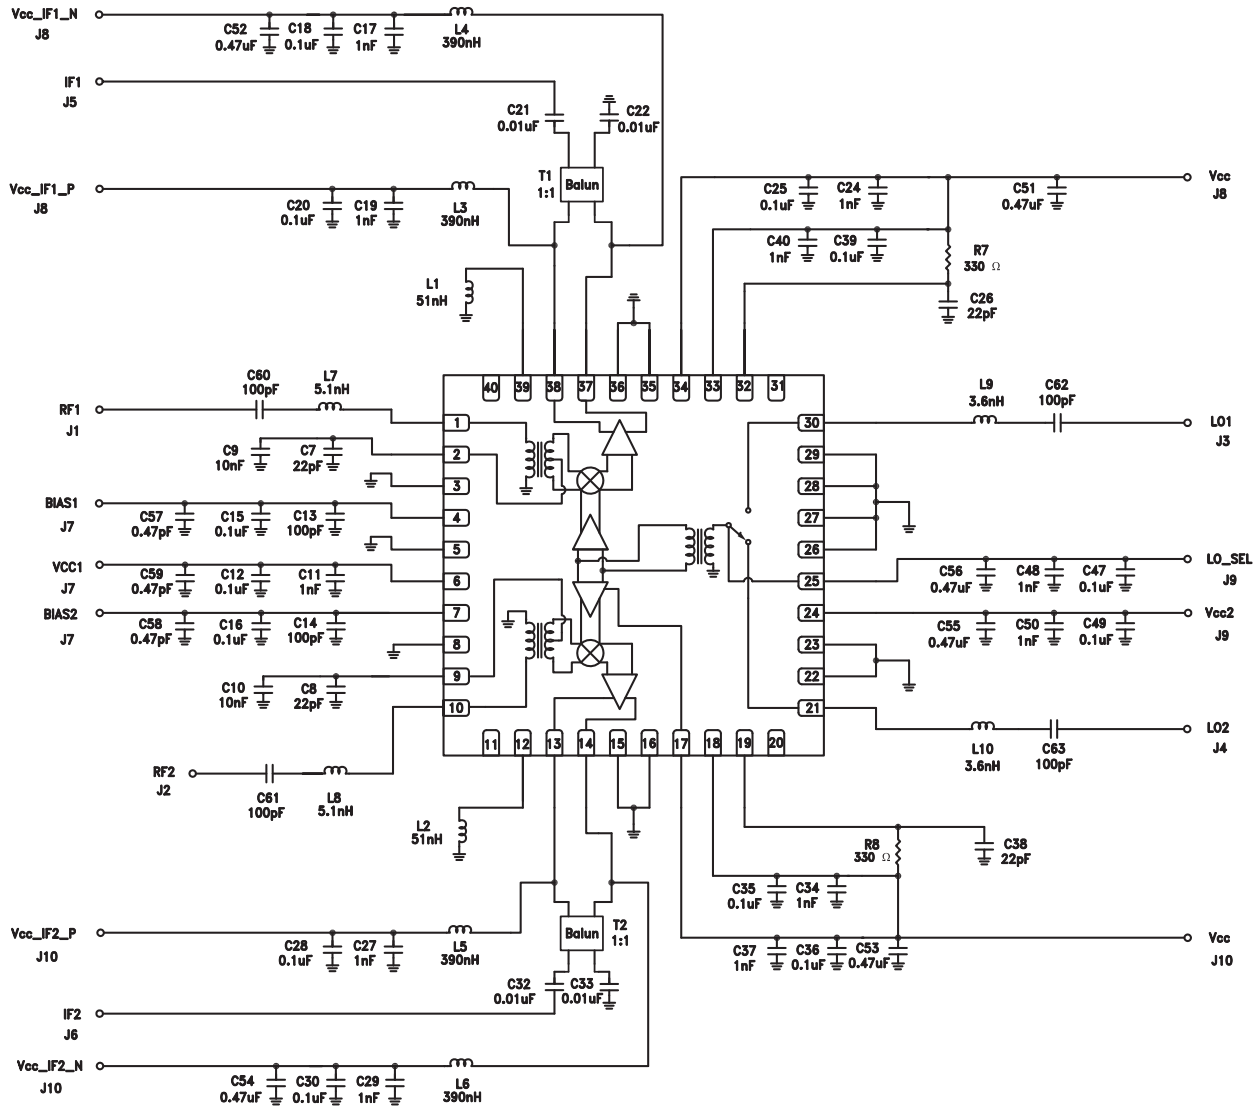 Vcc_IF1_N
J8
C52
0.47uF
C18
0.1uF
C17
1nF
L4
390nH
IF1
J5
C21
0.01uF
C22
0.01uF
T1
1:1
Balun
Vcc_IF1_P
J8
C20
0.1uF
C19
1nF
L3
390nH
C25
0.1uF
C24
1nF
C51
0.47uF
Vcc
J8
C40
1nF
C39
0.1uF
R7
330 Ω
C26
22pF
L1
51nH
40
39
38
37
36
35
34
33
32
31
C60
100pF
L7
5.1nH
RF1
J1
C9
10nF
C7
22pF
BIAS1
J7
C57
0.47pF
C15
0.1uF
C13
100pF
VCC1
J7
C59
0.47pF
C12
0.1uF
C11
1nF
BIAS2
J7
C58
0.47pF
C16
0.1uF
C14
100pF
C10
10nF
C8
22pF
1
2
3
4
5
6
7
8
9
10
30
29
28
27
26
25
24
23
22
21
L9
3.6nH
C62
100pF
LO1
J3
C56
0.47uF
C48
1nF
C47
0.1uF
LO_SEL
J9
C55
0.47uF
C50
1nF
C49
0.1uF
Vcc2
J9
L10
3.6nH
C63
100pF
LO2
J4
11
12
13
14
15
16
17
18
19
20
RF2
J2
C61
100pF
L8
5.1nH
L2
51nH
R8
330 Ω
C38
22pF
C35
0.1uF
C34
1nF
C37
1nF
C36
0.1uF
C53
0.47uF
Vcc
J10
Vcc_IF2_P
J10
C28
0.1uF
C27
1nF
L5
390nH
Balun
T2
1:1
C32
0.01uF
C33
0.01uF
IF2
J6
Vcc_IF2_N
J10
C54
0.47uF
C30
0.1uF
C29
1nF
L6
390nH